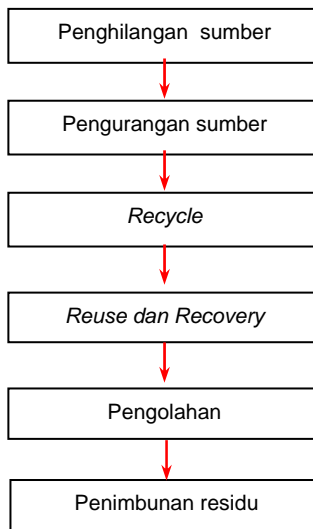 Penghilangan sumber
Pengurangan sumber
Recycle
Reuse dan Recovery
Pengolahan
Penimbunan residu